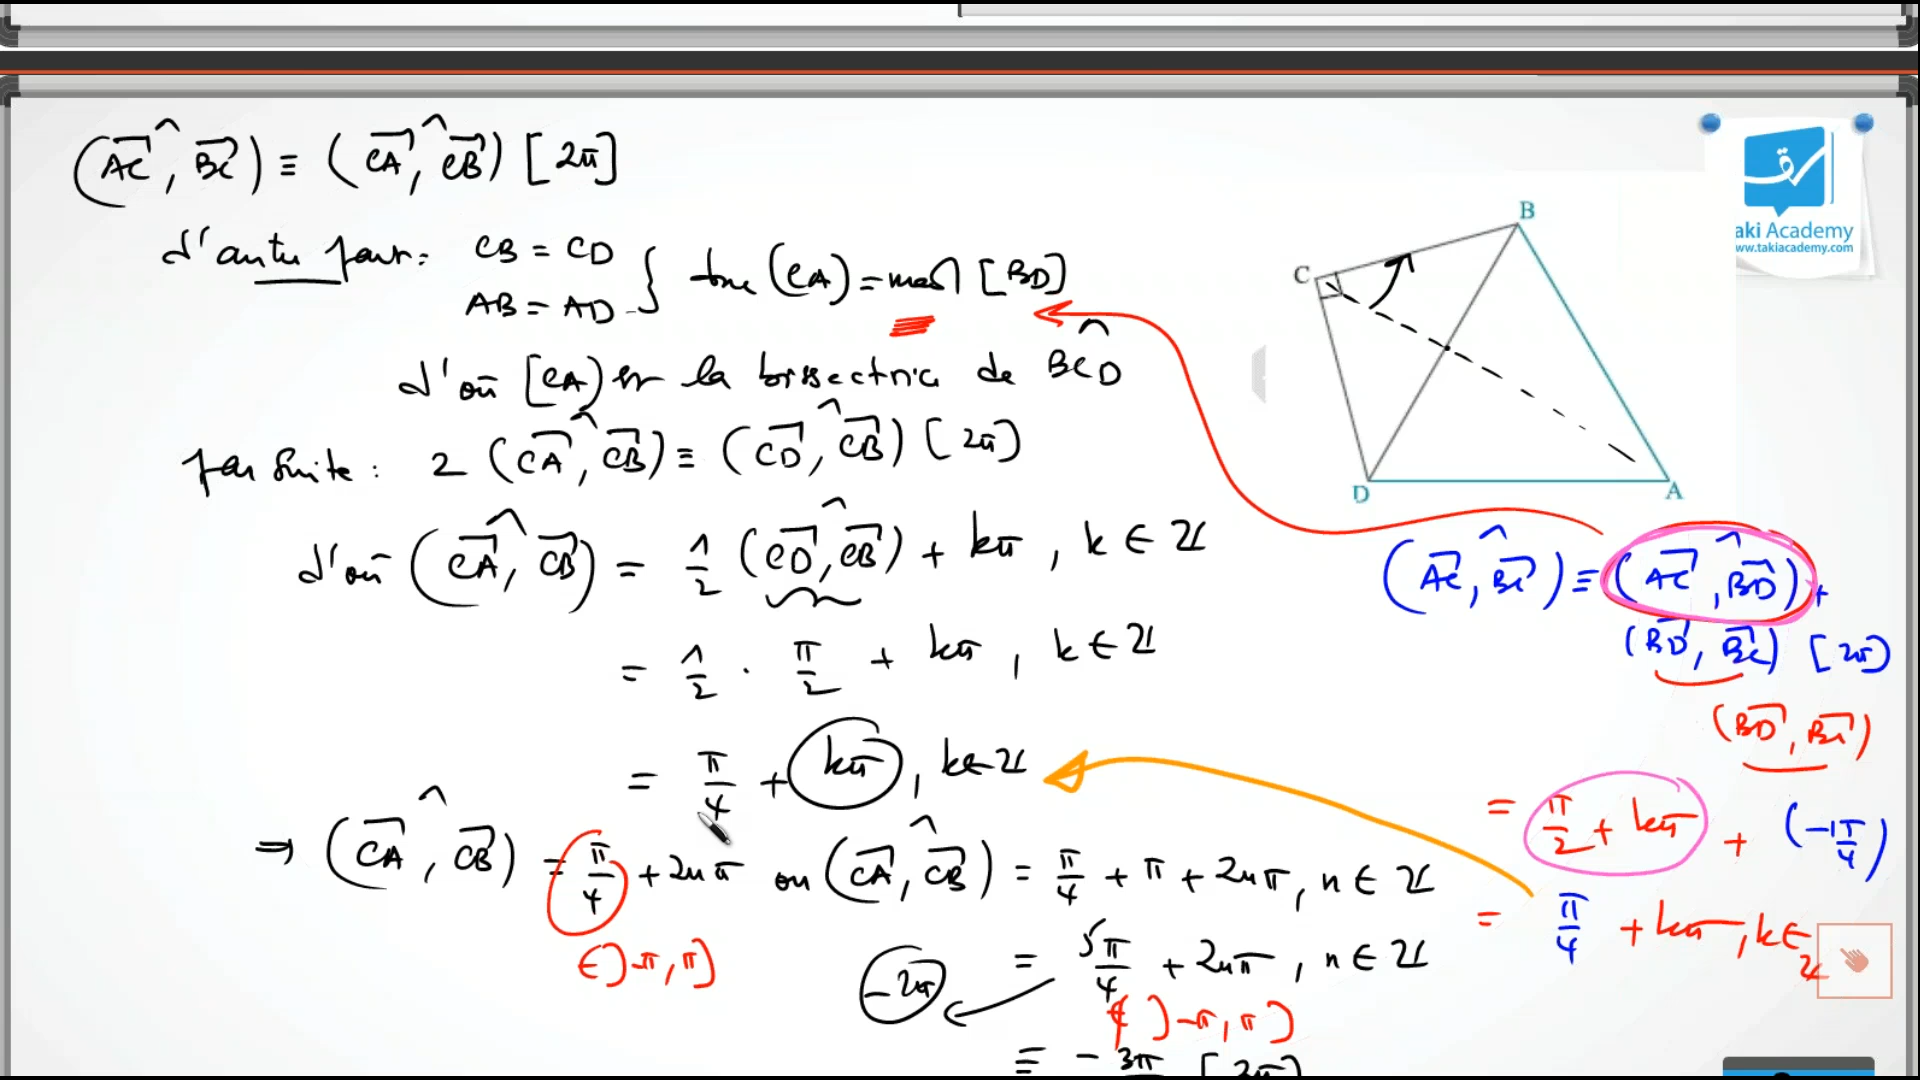 (AC, BC) ≡ (CA, CB) [2π]
d'autre part : CB = CD
AB = AD } donc (CA) = med [BD]
d'où [CA) est la bissectrice de BCD
par suite : 2 (CA, CB) ≡ (CD, CB) [2π]
d'où (CA, CB) = 1/2 (CD, CB) + kπ, k ∈ ℤ
= 1/2 . π/2 + kπ, k ∈ ℤ
= π/4 + kπ, k ∈ ℤ
⇒ (CA, CB) = π/4 + 2nπ ou (CA, CB) = π/4 + π + 2nπ, n ∈ ℤ
∈ ]-π, π]
= 5π/4 + 2nπ, n ∈ ℤ
-2π
∉ ]-π, π]
≡ -3π [2π]
B
C
D
A
aki Academy
www.takiacademy.com
(AC, BC) ≡ (AC, BD) +
(BD, BC) [2π]
(BD, BC)
= π/2 + kπ + (-π/4)
= π/4 + kπ, k ∈ ℤ